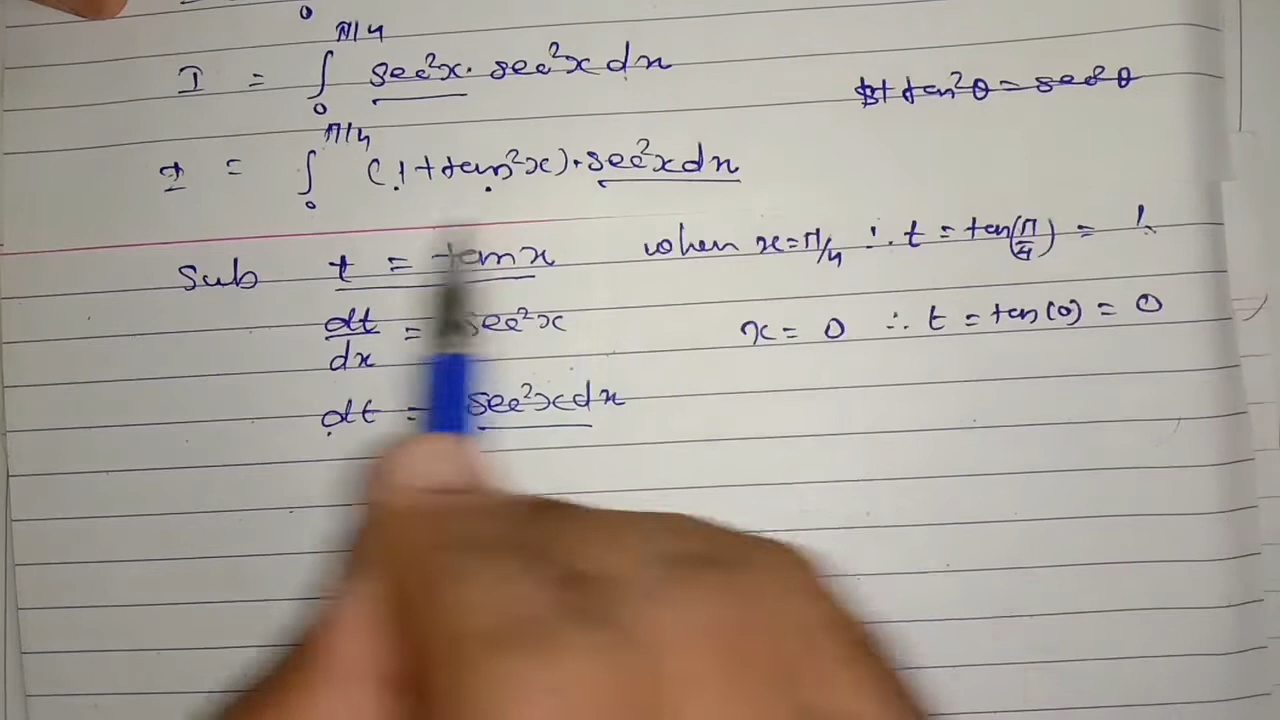 0
π/4
I = ∫ sec²x · sec²x dx
0
1+tan²θ = sec²θ
π/4
I = ∫ (1+tan²x) · sec²x dx
0
Sub t = tan x
when x = π/4 ∴ t = tan(π/4) = 1
dt/dx = sec²x
x = 0 ∴ t = tan(0) = 0
dt = sec²x dx